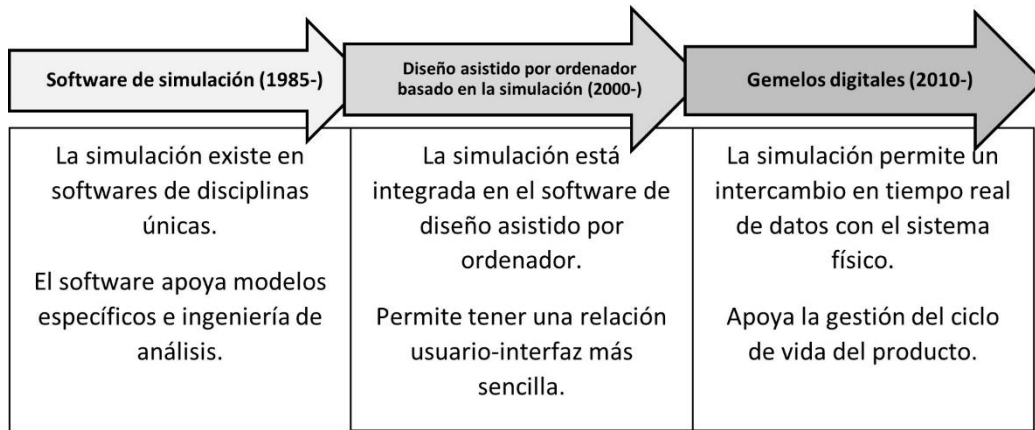 Software de simulación (1985-)
Diseño asistido por ordenador
basado en la simulación (2000-)
Gemelos digitales (2010-)
La simulación existe en
softwares de disciplinas
únicas.
El software apoya modelos
específicos e ingeniería de
análisis.
La simulación está
integrada en el software de
diseño asistido por
ordenador.
Permite tener una relación
usuario-interfaz más
sencilla.
La simulación permite un
intercambio en tiempo real
de datos con el sistema
físico.
Apoya la gestión del ciclo
de vida del producto.